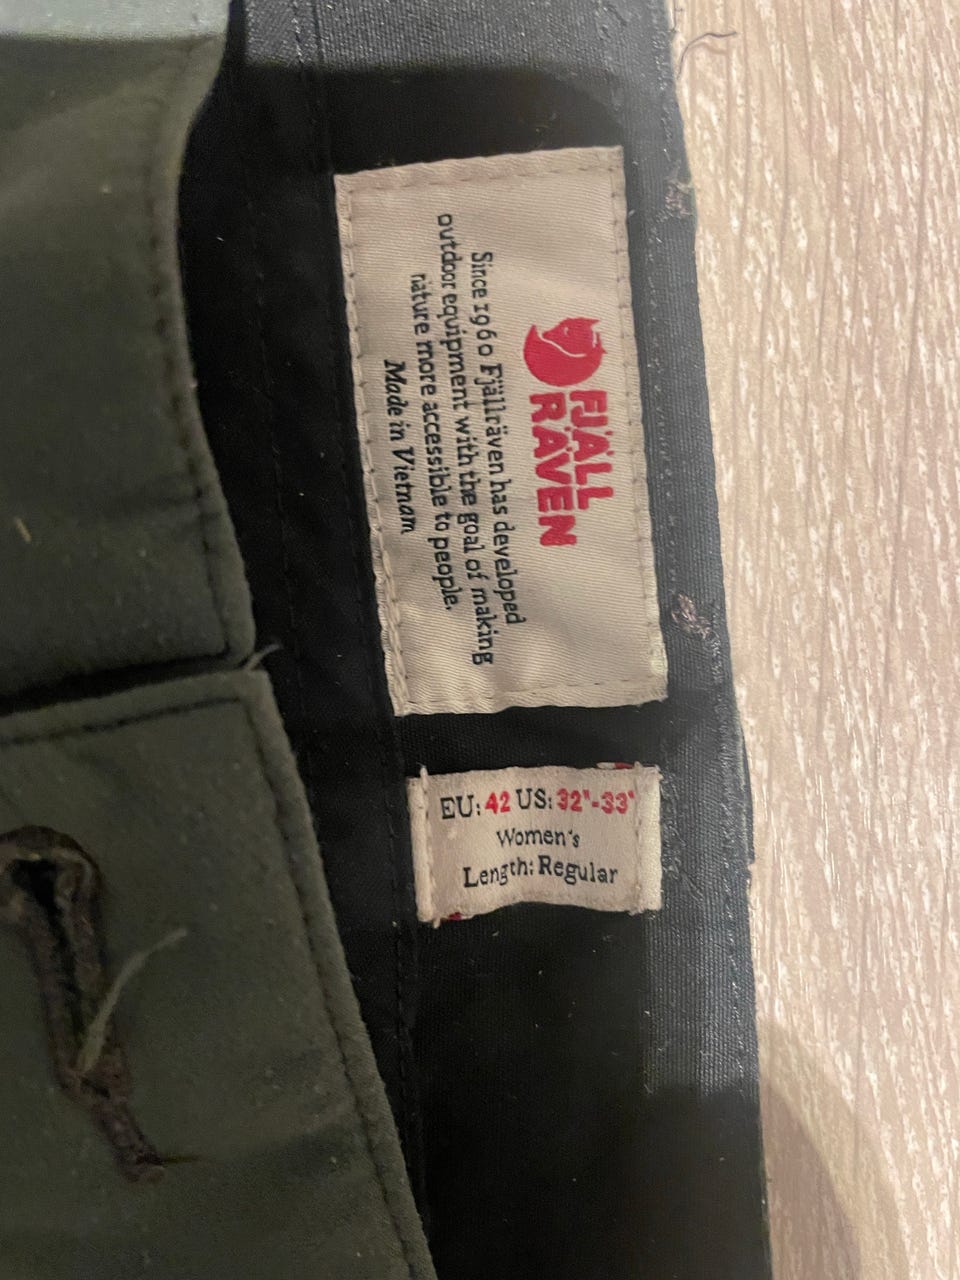 FJÄLL
RÄVEN
Since 1960 Fjällräven has developed
outdoor equipment with the goal of making
nature more accessible to people.
Made in Vietnam
EU: 42 US: 32"-33"
Women's
Length: Regular